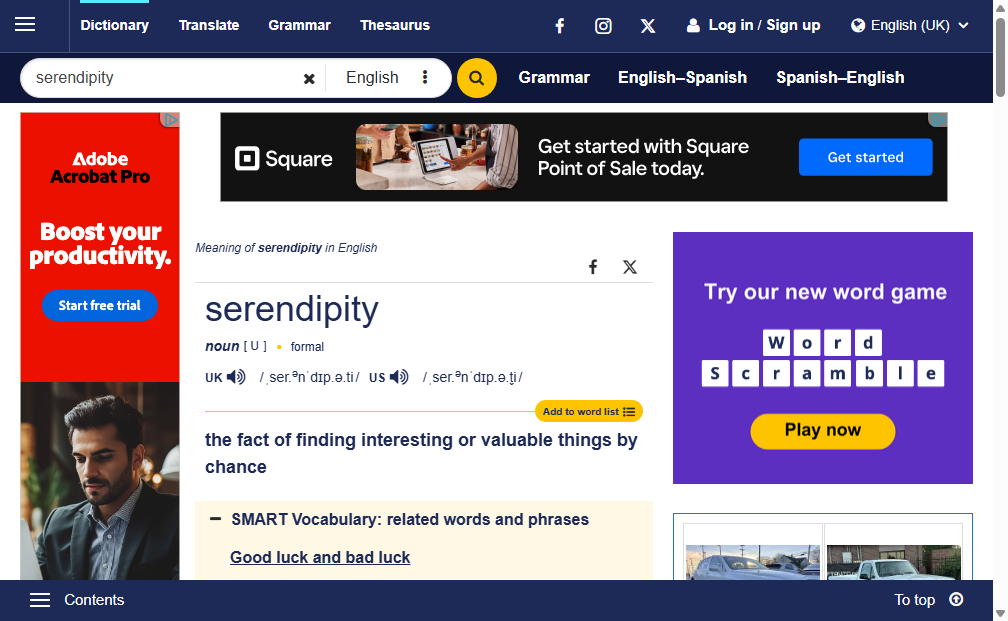 Dictionary Translate Grammar Thesaurus Log in / Sign up English (UK)
serendipity English Grammar English–Spanish Spanish–English
Adobe
Acrobat Pro
Boost your
productivity.
Start free trial
Square
Get started with Square
Point of Sale today.
Get started
Meaning of serendipity in English
serendipity
noun [ U ] • formal
UK /ˌser.ᵊnˈdɪp.ə.ti/ US /ˌser.ᵊnˈdɪp.ə.t̬i/
Add to word list
the fact of finding interesting or valuable things by
chance
– SMART Vocabulary: related words and phrases
Good luck and bad luck
Try our new word game
Word
Scramble
Play now
Contents To top